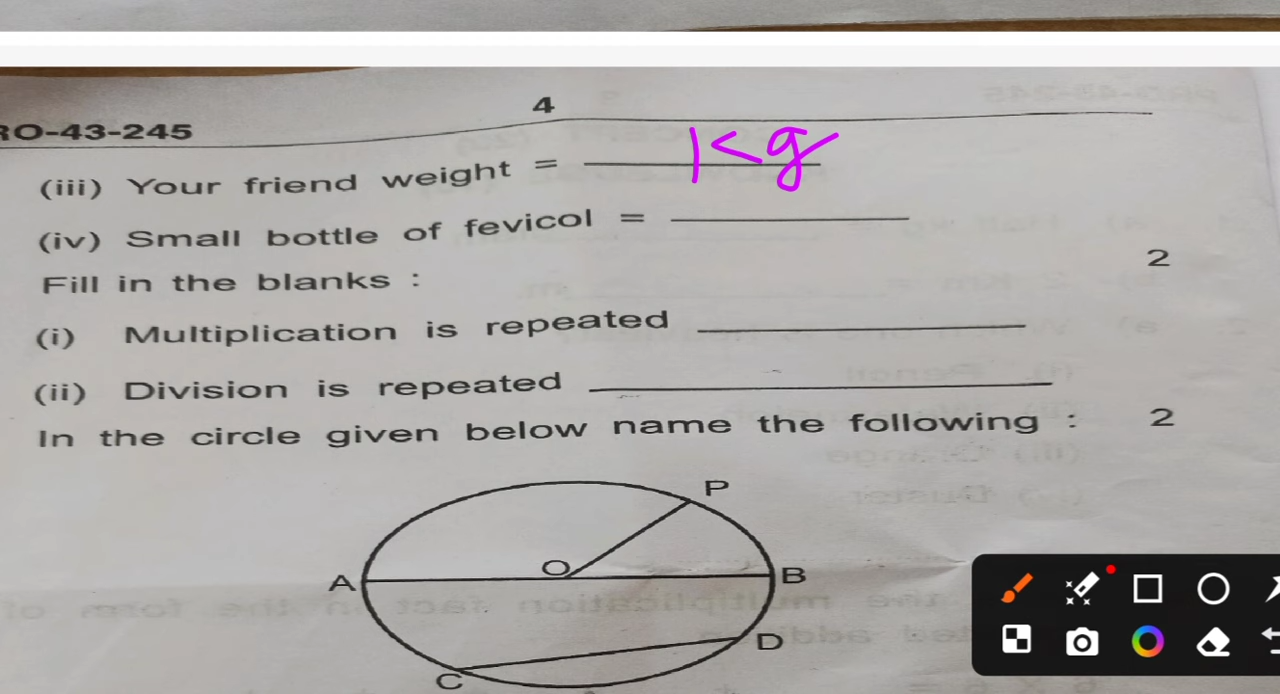 4
RO-43-245
(iii) Your friend weight = Kg
(iv) Small bottle of fevicol =
2
Fill in the blanks :
(i) Multiplication is repeated
(ii) Division is repeated
In the circle given below name the following : 2
P
A O B
D
C